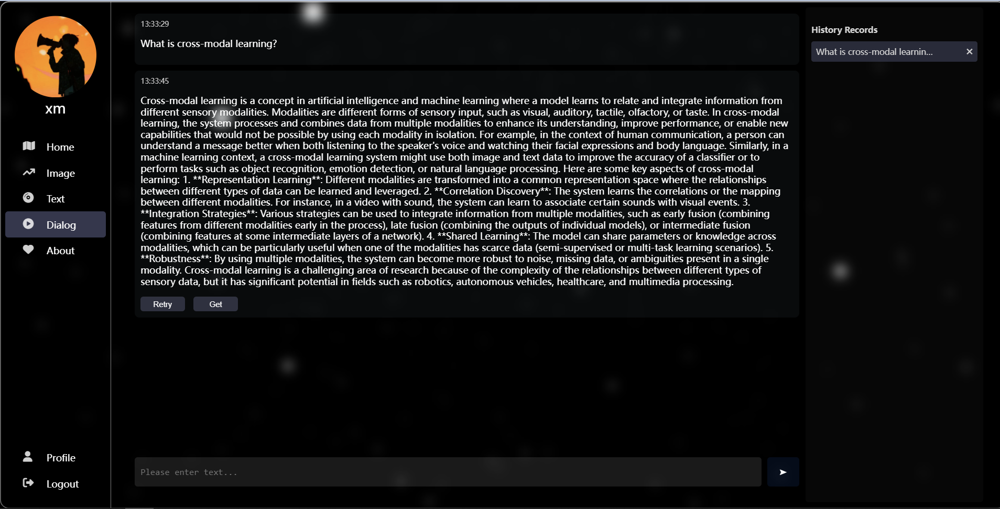 xm
Home
Image
Text
Dialog
About
Profile
Logout
13:33:29
What is cross-modal learning?
13:33:45
Cross-modal learning is a concept in artificial intelligence and machine learning where a model learns to relate and integrate information from
different sensory modalities. Modalities are different forms of sensory input, such as visual, auditory, tactile, olfactory, or taste. In cross-modal
learning, the system processes and combines data from multiple modalities to enhance its understanding, improve performance, or enable new
capabilities that would not be possible by using each modality in isolation. For example, in the context of human communication, a person can
understand a message better when both listening to the speaker's voice and watching their facial expressions and body language. Similarly, in a
machine learning context, a cross-modal learning system might use both image and text data to improve the accuracy of a classifier or to
perform tasks such as object recognition, emotion detection, or natural language processing. Here are some key aspects of cross-modal
learning: 1. **Representation Learning**: Different modalities are transformed into a common representation space where the relationships
between different types of data can be learned and leveraged. 2. **Correlation Discovery**: The system learns the correlations or the mapping
between different modalities. For instance, in a video with sound, the system can learn to associate certain sounds with visual events. 3.
**Integration Strategies**: Various strategies can be used to integrate information from multiple modalities, such as early fusion (combining
features from different modalities early in the process), late fusion (combining the outputs of individual models), or intermediate fusion
(combining features at some intermediate layers of a network). 4. **Shared Learning**: The model can share parameters or knowledge across
modalities, which can be particularly useful when one of the modalities has scarce data (semi-supervised or multi-task learning scenarios). 5.
**Robustness**: By using multiple modalities, the system can become more robust to noise, missing data, or ambiguities present in a single
modality. Cross-modal learning is a challenging area of research because of the complexity of the relationships between different types of
sensory data, but it has significant potential in fields such as robotics, autonomous vehicles, healthcare, and multimedia processing.
Retry Get
Please enter text...
History Records
What is cross-modal learnin... ✕